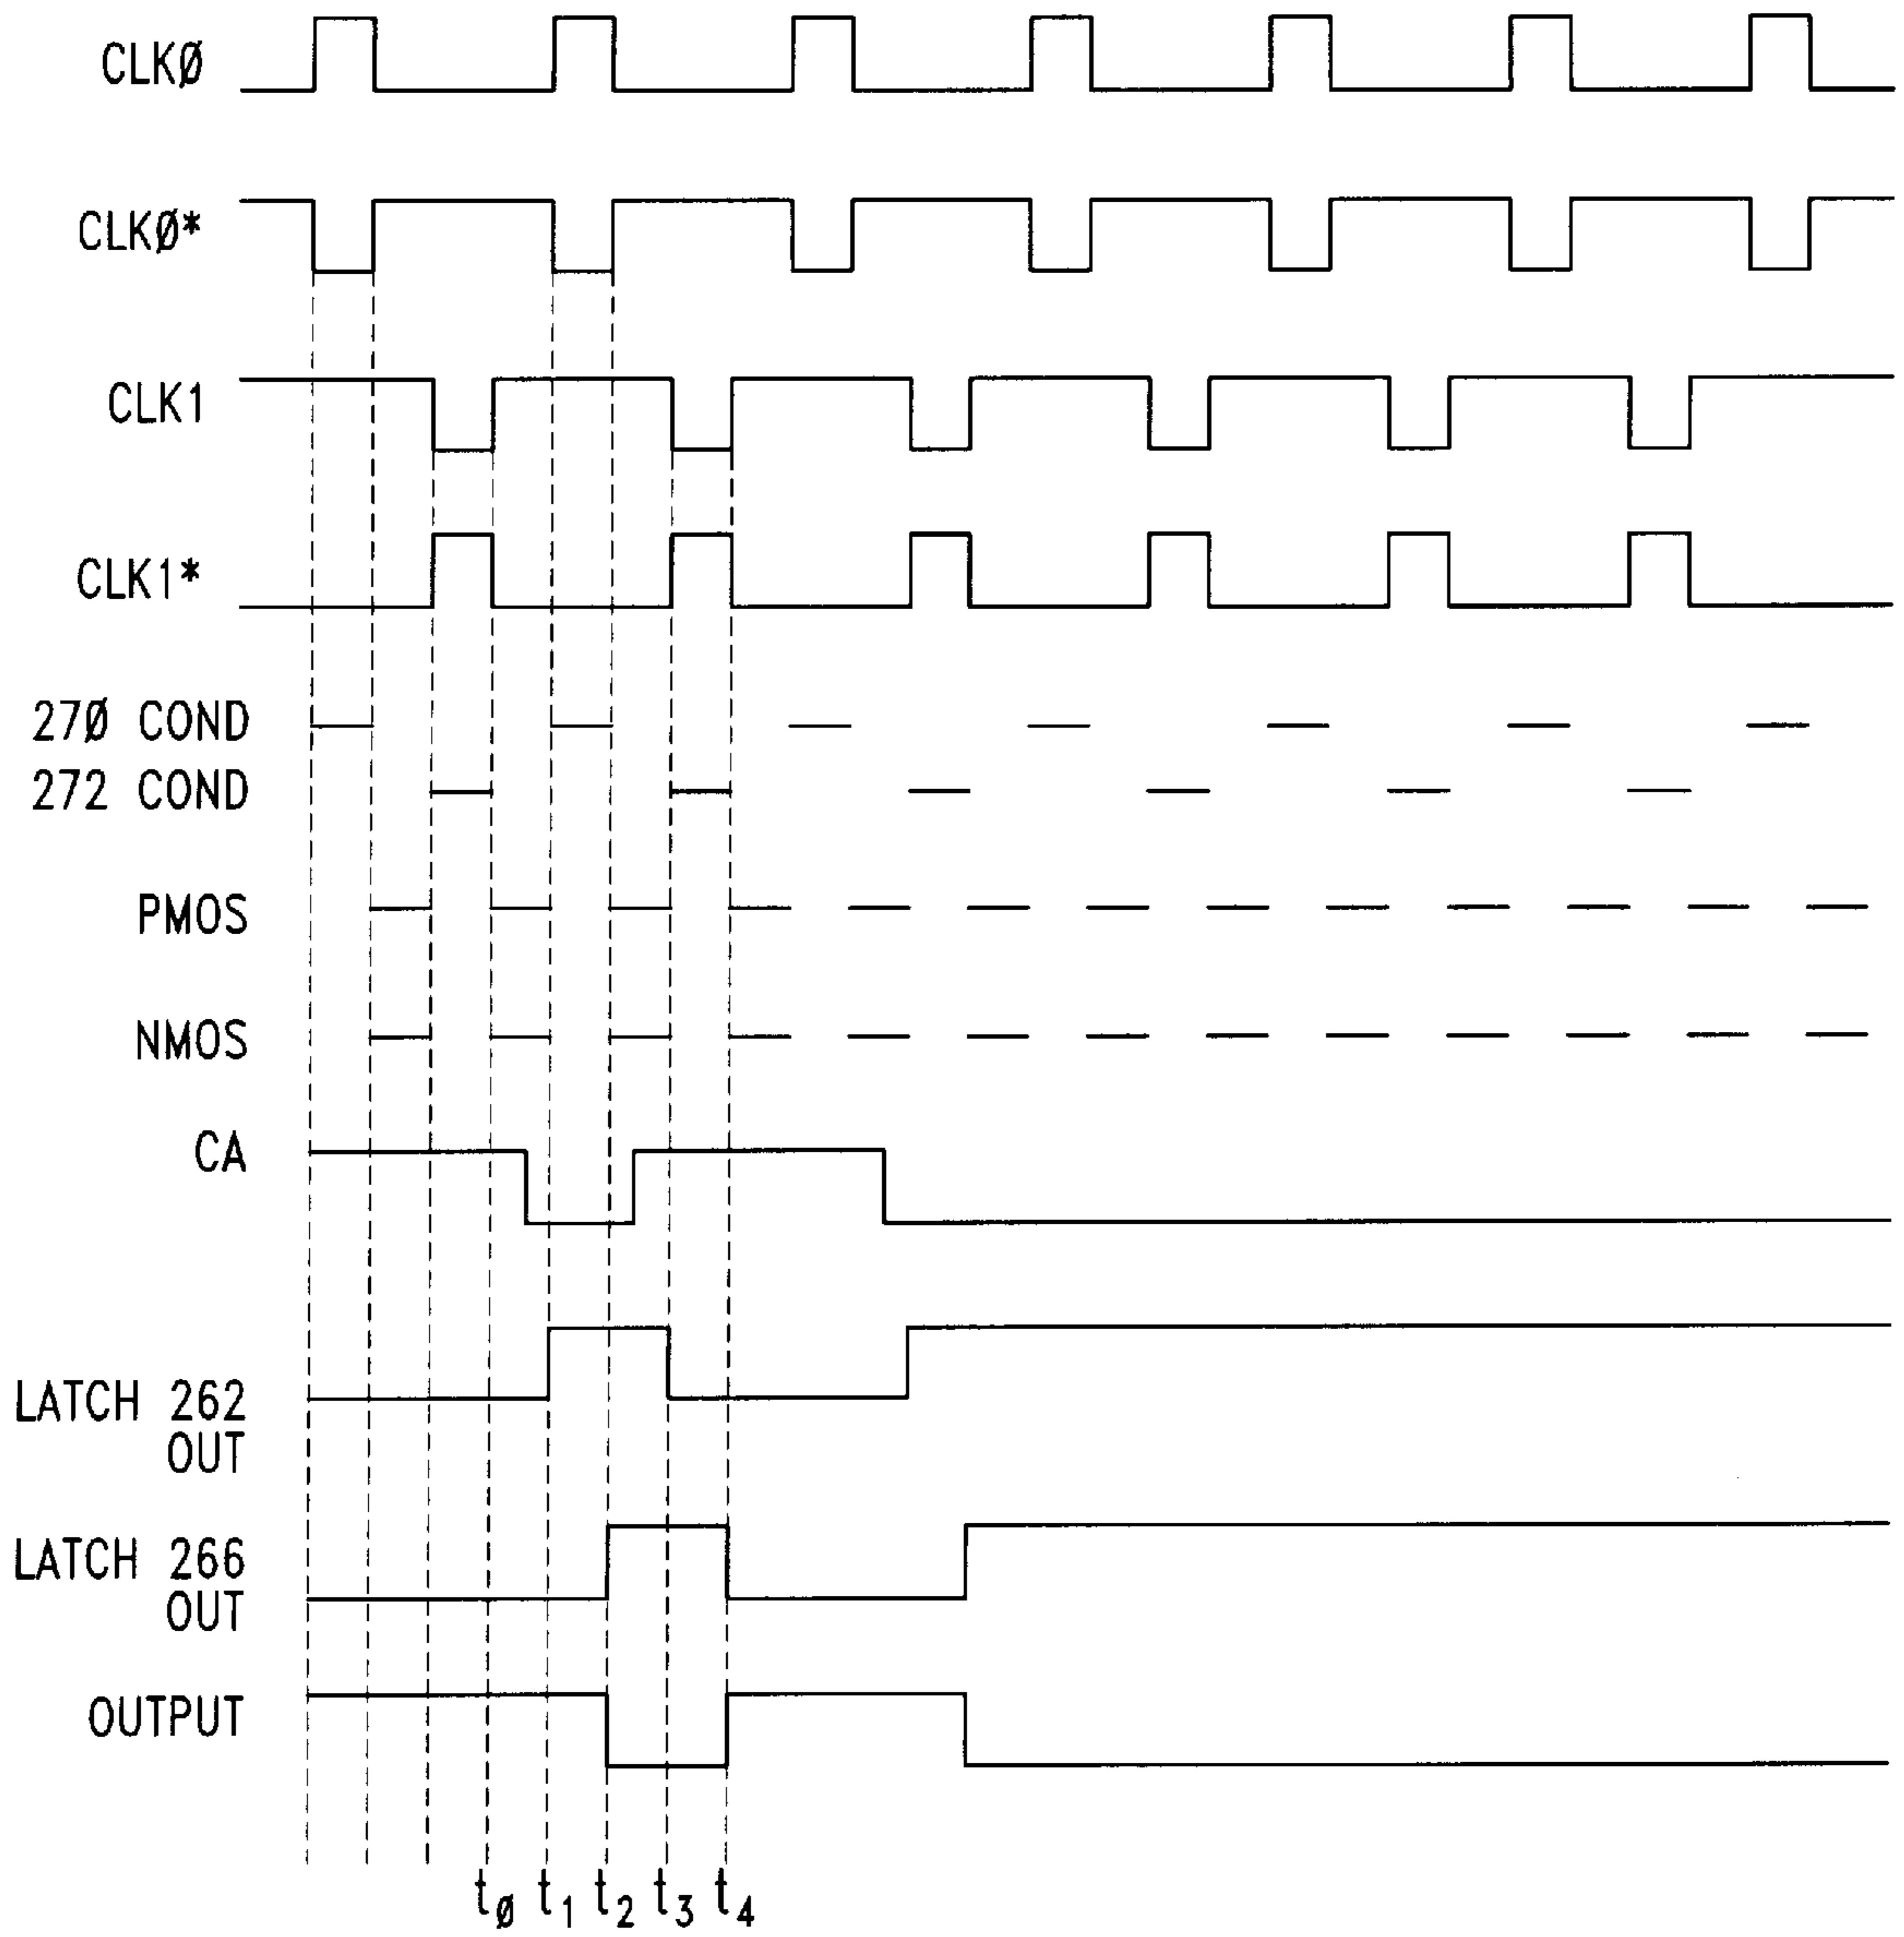 CLKØ
CLKØ*
CLK1
CLK1*
27Ø COND
272 COND
PMOS
NMOS
CA
LATCH 262
OUT
LATCH 266
OUT
OUTPUT
tø t1 t2 t3 t4